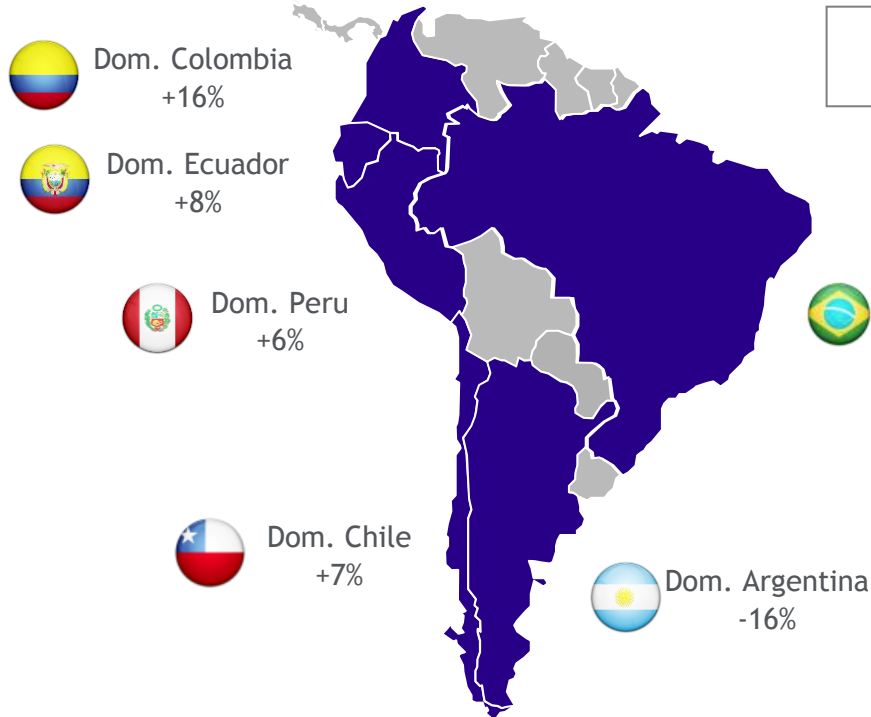 Dom. Colombia
+16%
Dom. Ecuador
+8%
Dom. Peru
+6%
Dom. Chile
+7%
Dom. Argentina
-16%